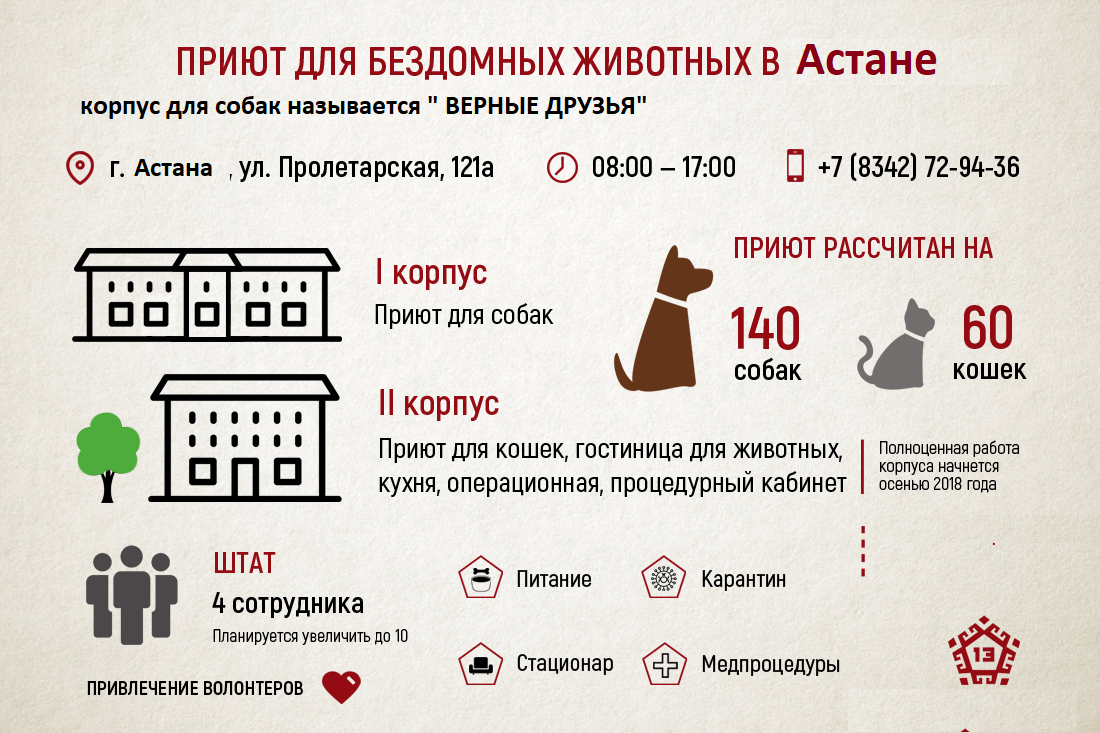 ПРИЮТ ДЛЯ БЕЗДОМНЫХ ЖИВОТНЫХ В Астане
корпус для собак называется " ВЕРНЫЕ ДРУЗЬЯ"
г. Астана , ул. Пролетарская, 121а
08:00 – 17:00
+7 (8342) 72-94-36
I корпус
Приют для собак
ПРИЮТ РАССЧИТАН НА
140
собак
60
кошек
II корпус
Приют для кошек, гостиница для животных,
кухня, операционная, процедурный кабинет
Полноценная работа
корпуса начнется
осенью 2018 года
ШТАТ
4 сотрудника
Планируется увеличить до 10
ПРИВЛЕЧЕНИЕ ВОЛОНТЕРОВ
Питание
Карантин
Стационар
Медпроцедуры
13